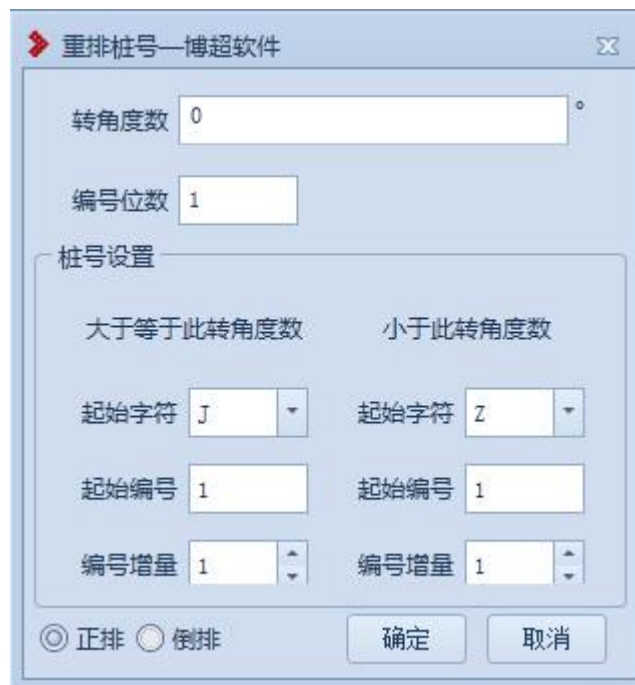 重排桩号—博超软件
转角度数 0 °
编号位数 1
桩号设置
大于等于此转角度数 小于此转角度数
起始字符 J 起始字符 Z
起始编号 1 起始编号 1
编号增量 1 编号增量 1
正排 倒排 确定 取消